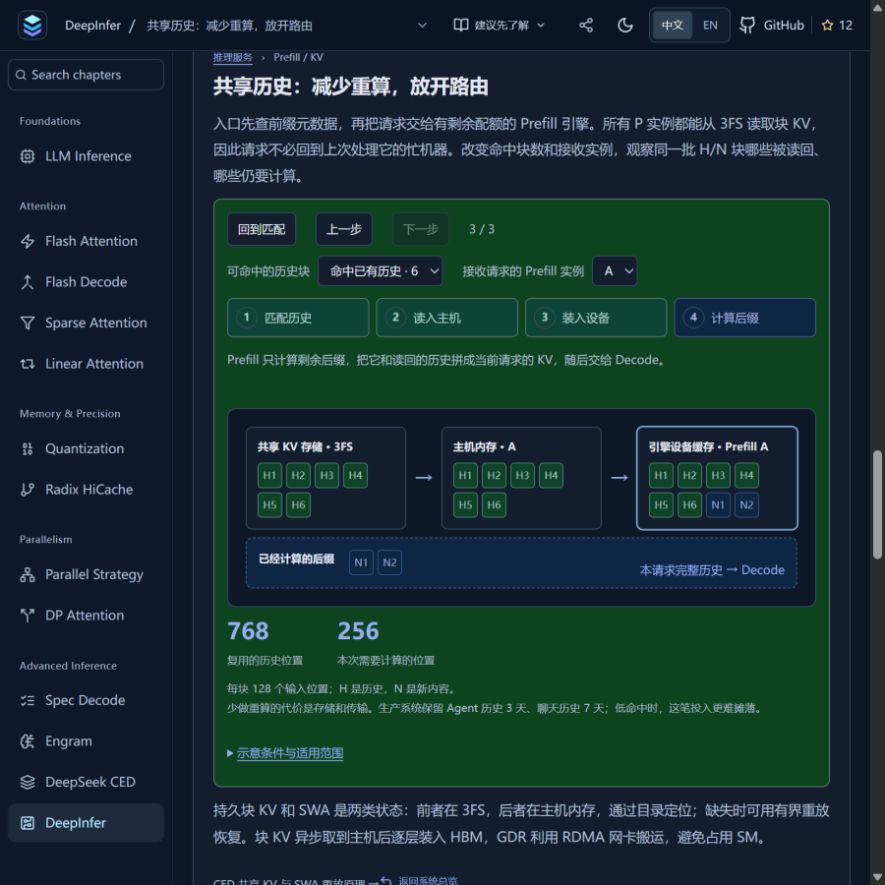 DeepInfer / 共享历史：减少重算，放开路由
建议先了解
中文 EN
GitHub
12
Search chapters
Foundations
LLM Inference
Attention
Flash Attention
Flash Decode
Sparse Attention
Linear Attention
Memory & Precision
Quantization
Radix HiCache
Parallelism
Parallel Strategy
DP Attention
Advanced Inference
Spec Decode
Engram
DeepSeek CED
DeepInfer
推理服务 › Prefill / KV
共享历史：减少重算，放开路由
入口先查前缀元数据，再把请求交给有剩余配额的 Prefill 引擎。所有 P 实例都能从 3FS 读取块 KV，
因此请求不必回到上次处理它的忙机器。改变命中块数和接收实例，观察同一批 H/N 块哪些被读回、
哪些仍要计算。
回到匹配 上一步 下一步 3 / 3
可命中的历史块 命中已有历史 · 6 接收请求的 Prefill 实例 A
1 匹配历史 2 读入主机 3 装入设备 4 计算后缀
Prefill 只计算剩余后缀，把它和读回的历史拼成当前请求的 KV，随后交给 Decode。
共享 KV 存储 · 3FS
H1 H2 H3 H4
H5 H6
→
主机内存 · A
H1 H2 H3 H4
H5 H6
→
引擎设备缓存 · Prefill A
H1 H2 H3 H4
H5 H6 N1 N2
已经计算的后缀 N1 N2
本请求完整历史 → Decode
768 256
复用的历史位置 本次需要计算的位置
每块 128 个输入位置；H 是历史，N 是新内容。
少做重算的代价是存储和传输。生产系统保留 Agent 历史 3 天、聊天历史 7 天；低命中时，这笔投入更难摊薄。
示意条件与适用范围
持久块 KV 和 SWA 是两类状态：前者在 3FS，后者在主机内存，通过目录定位；缺失时可用有界重放
恢复。块 KV 异步取到主机后逐层装入 HBM，GDR 利用 RDMA 网卡搬运，避免占用 SM。
CED 共享 KV 与 SWA 重放原理 → 返回系统总览